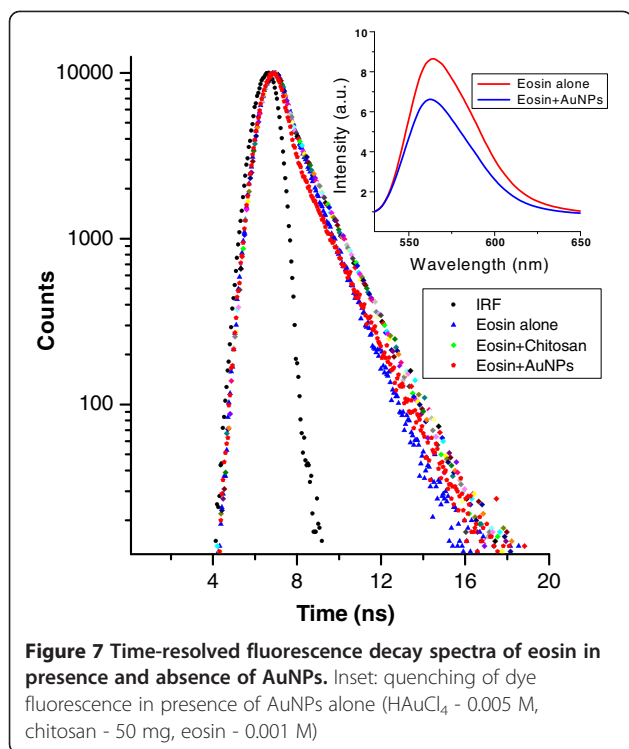 10000
1000
100
Counts
4 8 12 16 20
Time (ns)
IRF
Eosin alone
Eosin+Chitosan
Eosin+AuNPs
10
8
6
4
2
Intensity (a.u.)
550 600 650
Wavelength (nm)
Eosin alone
Eosin+AuNPs
Figure 7 Time-resolved fluorescence decay spectra of eosin in
presence and absence of AuNPs. Inset: quenching of dye
fluorescence in presence of AuNPs alone (HAuCl₄ - 0.005 M,
chitosan - 50 mg, eosin - 0.001 M)